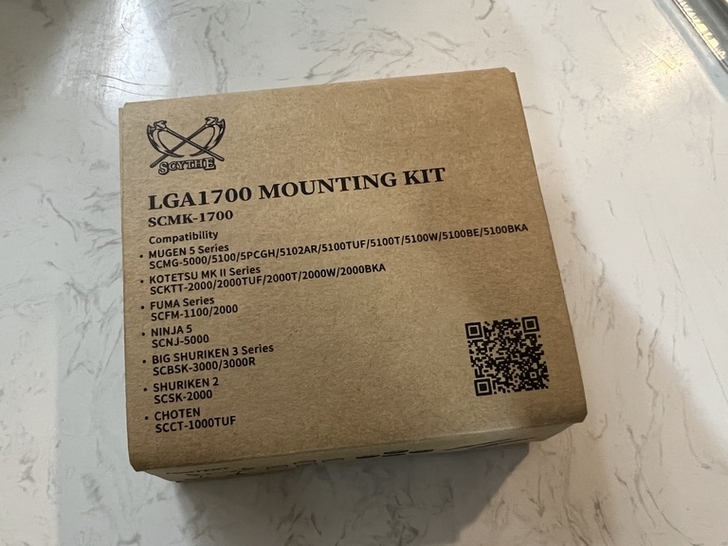 SCYTHE
LGA1700 MOUNTING KIT
SCMK-1700
Compatibility
• MUGEN 5 Series
SCMG-5000/5100/5PCGH/5102AR/5100TUF/5100T/5100W/5100BE/5100BKA
• KOTETSU MK II Series
SCKTT-2000/2000TUF/2000T/2000W/2000BKA
• FUMA Series
SCFM-1100/2000
• NINJA 5
SCNJ-5000
• BIG SHURIKEN 3 Series
SCBSK-3000/3000R
• SHURIKEN 2
SCSK-2000
• CHOTEN
SCCT-1000TUF